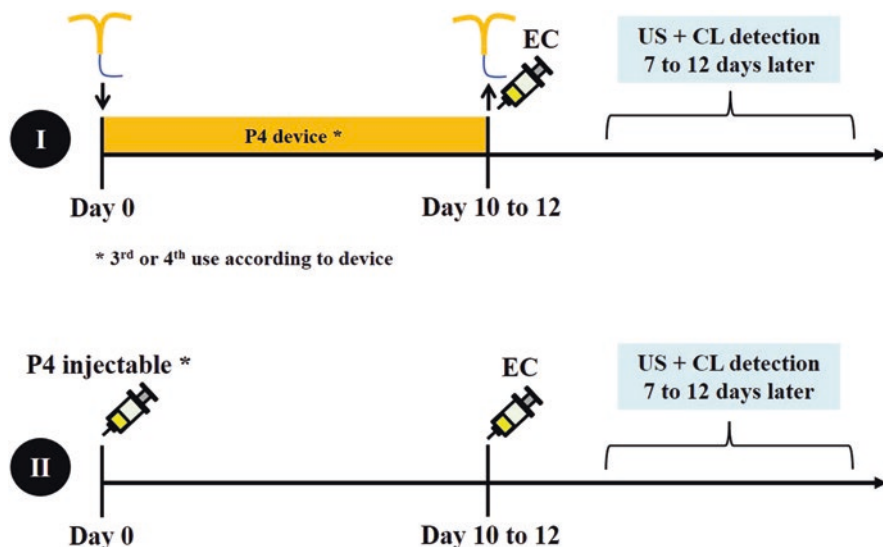 EC
US + CL detection
7 to 12 days later
I
P4 device *
Day 0
Day 10 to 12
* 3rd or 4th use according to device
P4 injectable *
EC
US + CL detection
7 to 12 days later
II
Day 0
Day 10 to 12